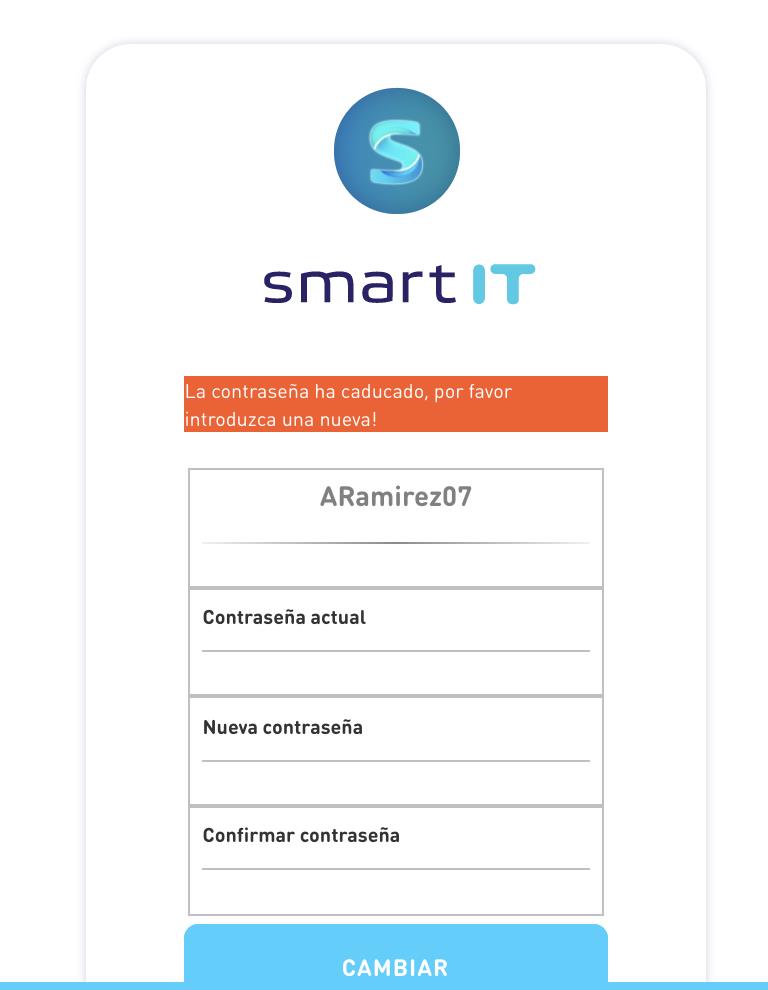 S
smart IT
La contraseña ha caducado, por favor
introduzca una nueva!
ARamirez07
Contraseña actual
Nueva contraseña
Confirmar contraseña
CAMBIAR